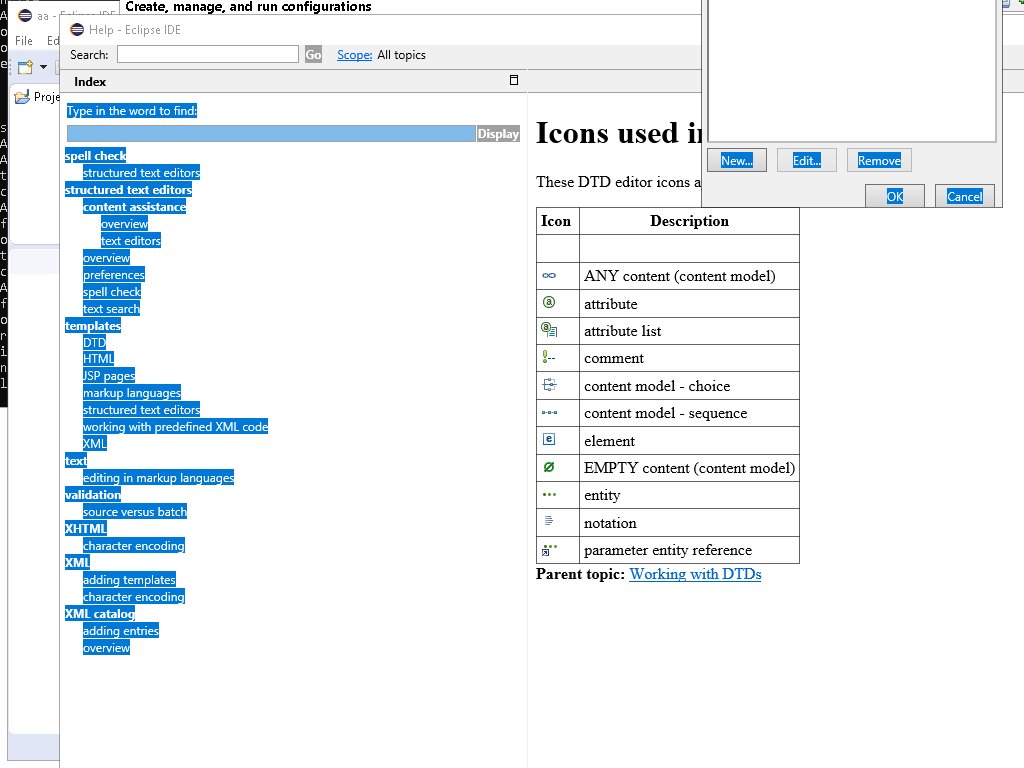 Create, manage, and run configurations
aa - Eclipse IDE
File Ed
Proje
Help - Eclipse IDE
Search: Go Scope: All topics
Index
Type in the word to find:
Display
spell check
structured text editors
structured text editors
content assistance
overview
text editors
overview
preferences
spell check
text search
templates
DTD
HTML
JSP pages
markup languages
structured text editors
working with predefined XML code
XML
text
editing in markup languages
validation
source versus batch
XHTML
character encoding
XML
adding templates
character encoding
XML catalog
adding entries
overview
Icons used i
These DTD editor icons a
Icon Description
ANY content (content model)
attribute
attribute list
comment
content model - choice
content model - sequence
element
EMPTY content (content model)
entity
notation
parameter entity reference
Parent topic: Working with DTDs
New... Edit... Remove
OK Cancel